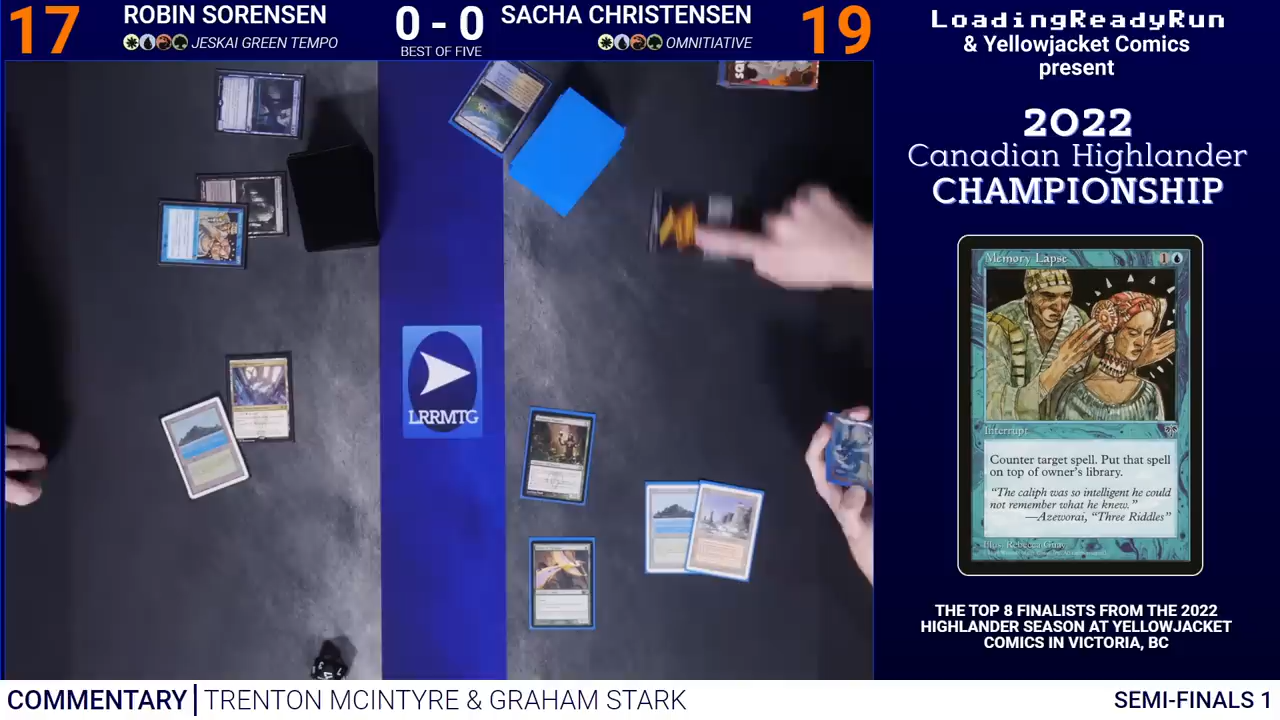 17
ROBIN SORENSEN
JESKAI GREEN TEMPO
0 - 0
BEST OF FIVE
SACHA CHRISTENSEN
OMNITIATIVE
19
LoadingReadyRun
& Yellowjacket Comics
present
2022
Canadian Highlander
CHAMPIONSHIP
LRRMTG
Memory Lapse
1
Interrupt
Counter target spell. Put that spell
on top of owner's library.
"The caliph was so intelligent he could
not remember what he knew."
—Azeworai, "Three Riddles"
Illus. Rebecca Guay
THE TOP 8 FINALISTS FROM THE 2022
HIGHLANDER SEASON AT YELLOWJACKET
COMICS IN VICTORIA, BC
COMMENTARY | TRENTON MCINTYRE & GRAHAM STARK
SEMI-FINALS 1